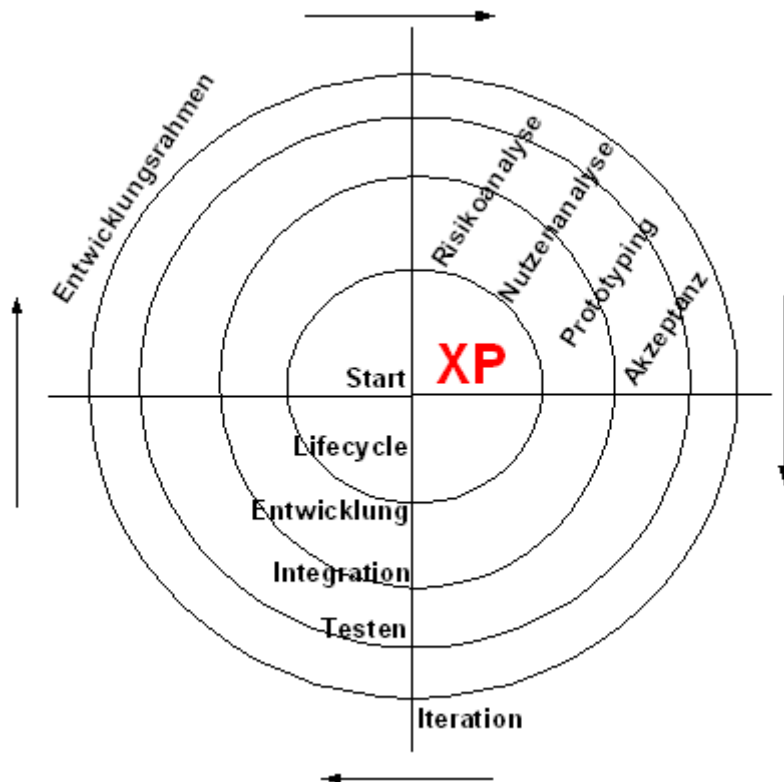 Entwicklungsrahmen
Risikoanalyse
Nutzenanalyse
Prototyping
Akzeptanz
XP
Start
Lifecycle
Entwicklung
Integration
Testen
Iteration